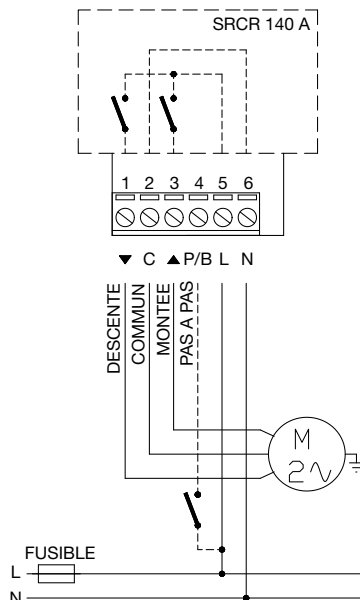 SRCR 140 A
1 2 3 4 5 6
▼ C ▲ P/B L N
DESCENTE
COMMUN
MONTEE
PAS A PAS
M
2∿
FUSIBLE
L
N